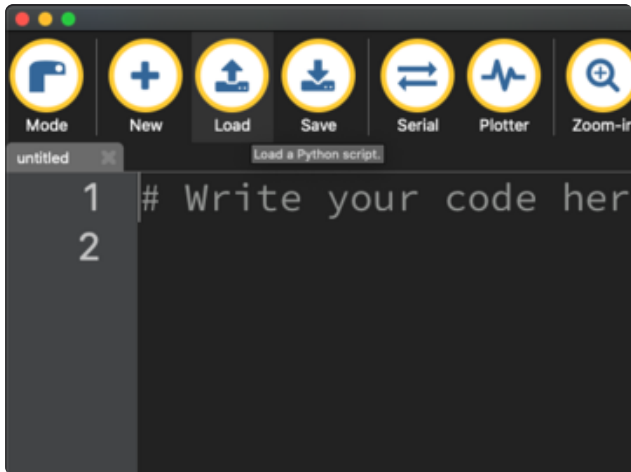 Mode New Load Save Serial Plotter Zoom-in
untitled Load a Python script.
1 # Write your code her
2